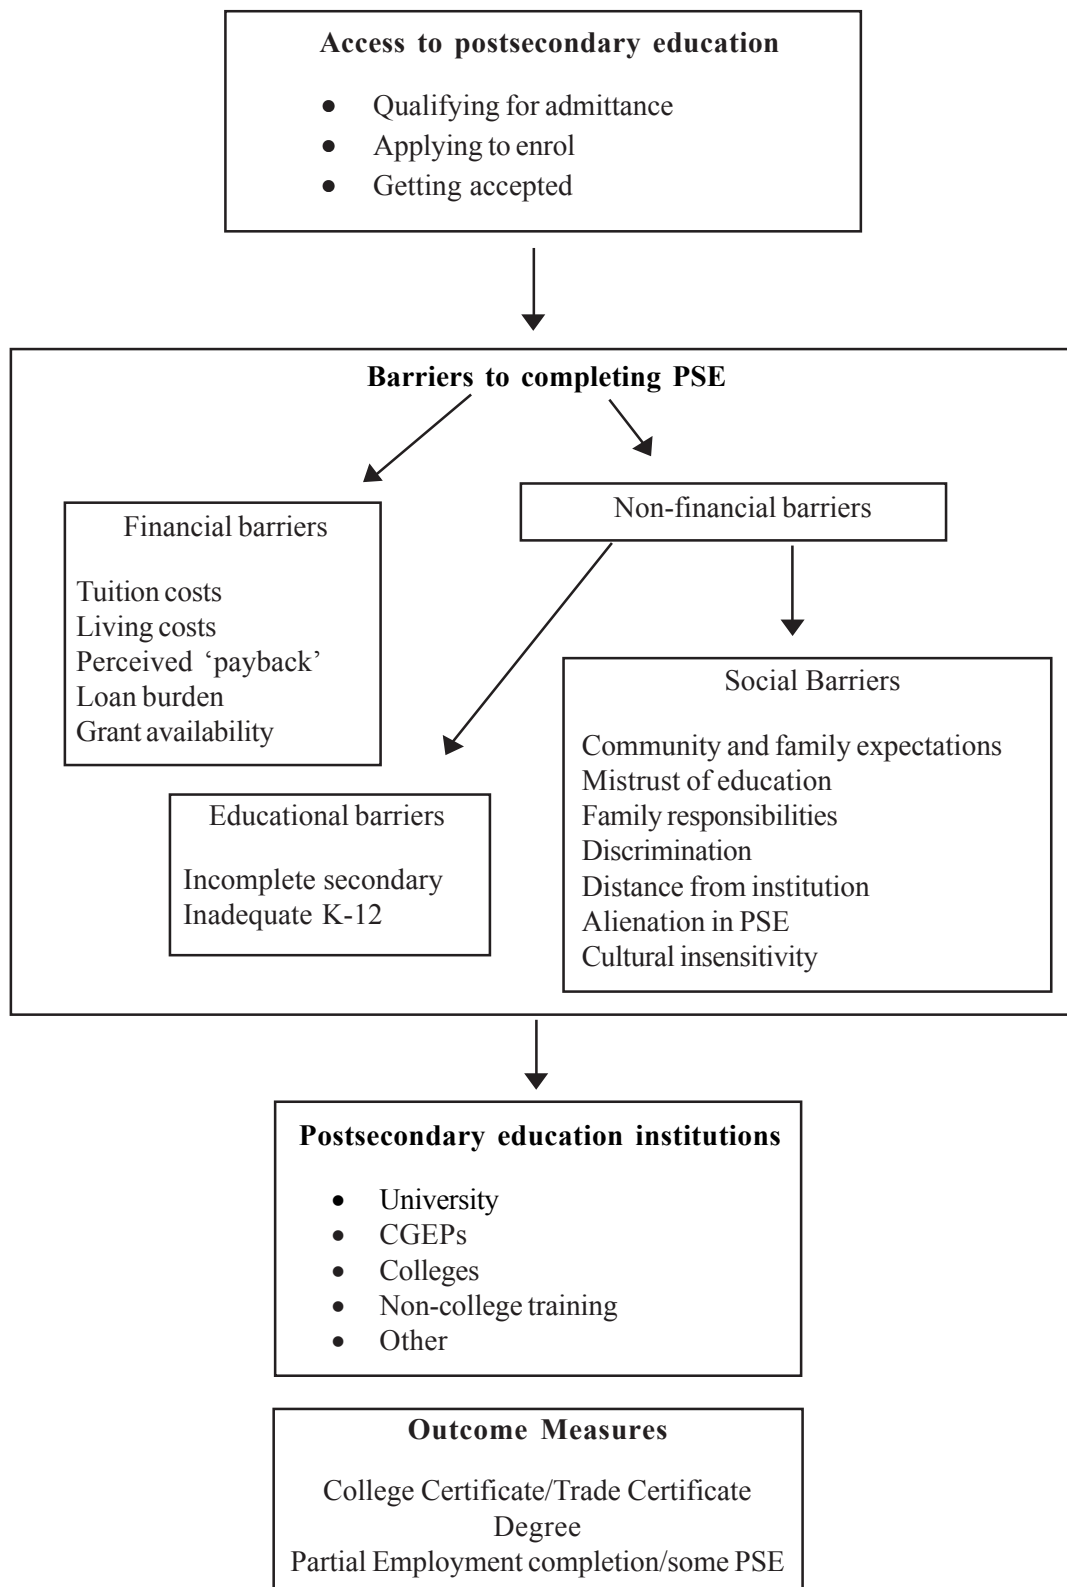 Access to postsecondary education
• Qualifying for admittance
• Applying to enrol
• Getting accepted
Barriers to completing PSE
Financial barriers
Tuition costs
Living costs
Perceived ‘payback’
Loan burden
Grant availability
Non-financial barriers
Educational barriers
Incomplete secondary
Inadequate K-12
Social Barriers
Community and family expectations
Mistrust of education
Family responsibilities
Discrimination
Distance from institution
Alienation in PSE
Cultural insensitivity
Postsecondary education institutions
• University
• CGEPs
• Colleges
• Non-college training
• Other
Outcome Measures
College Certificate/Trade Certificate
Degree
Partial Employment completion/some PSE